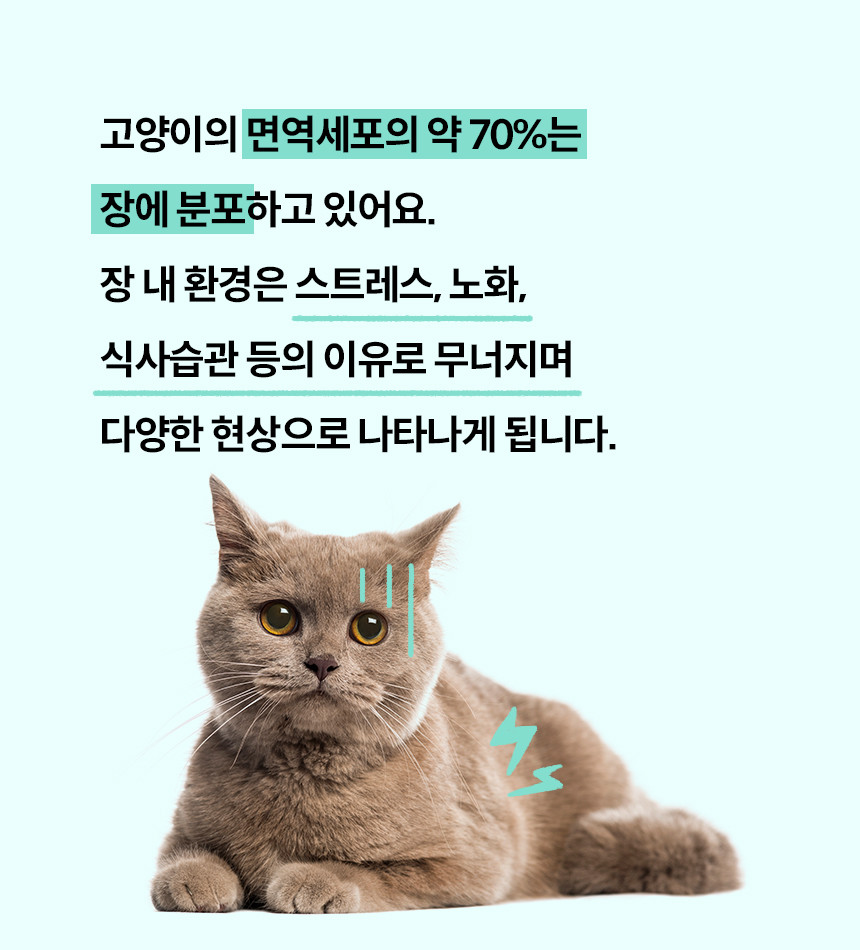 고양이의 면역세포의 약 70%는
장에 분포하고 있어요.
장 내 환경은 스트레스, 노화,
식사습관 등의 이유로 무너지며
다양한 현상으로 나타나게 됩니다.